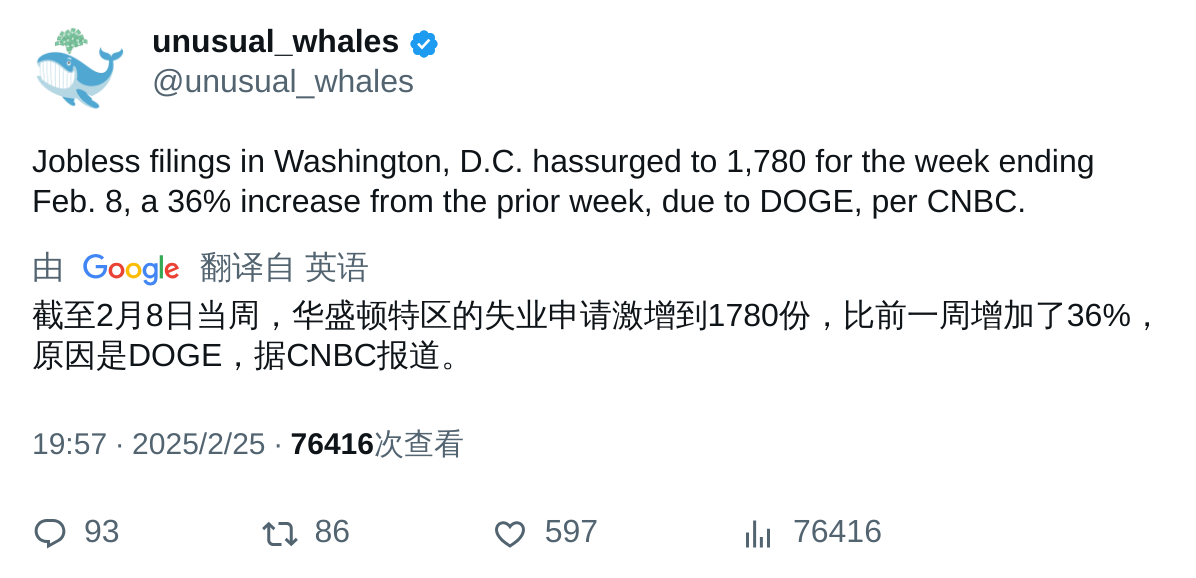 unusual_whales
@unusual_whales
Jobless filings in Washington, D.C. hassurged to 1,780 for the week ending
Feb. 8, a 36% increase from the prior week, due to DOGE, per CNBC.
由 Google 翻译自 英语
截至2月8日当周，华盛顿特区的失业申请激增到1780份，比前一周增加了36%，
原因是DOGE，据CNBC报道。
19:57 · 2025/2/25 · 76416次查看
93 86 597 76416